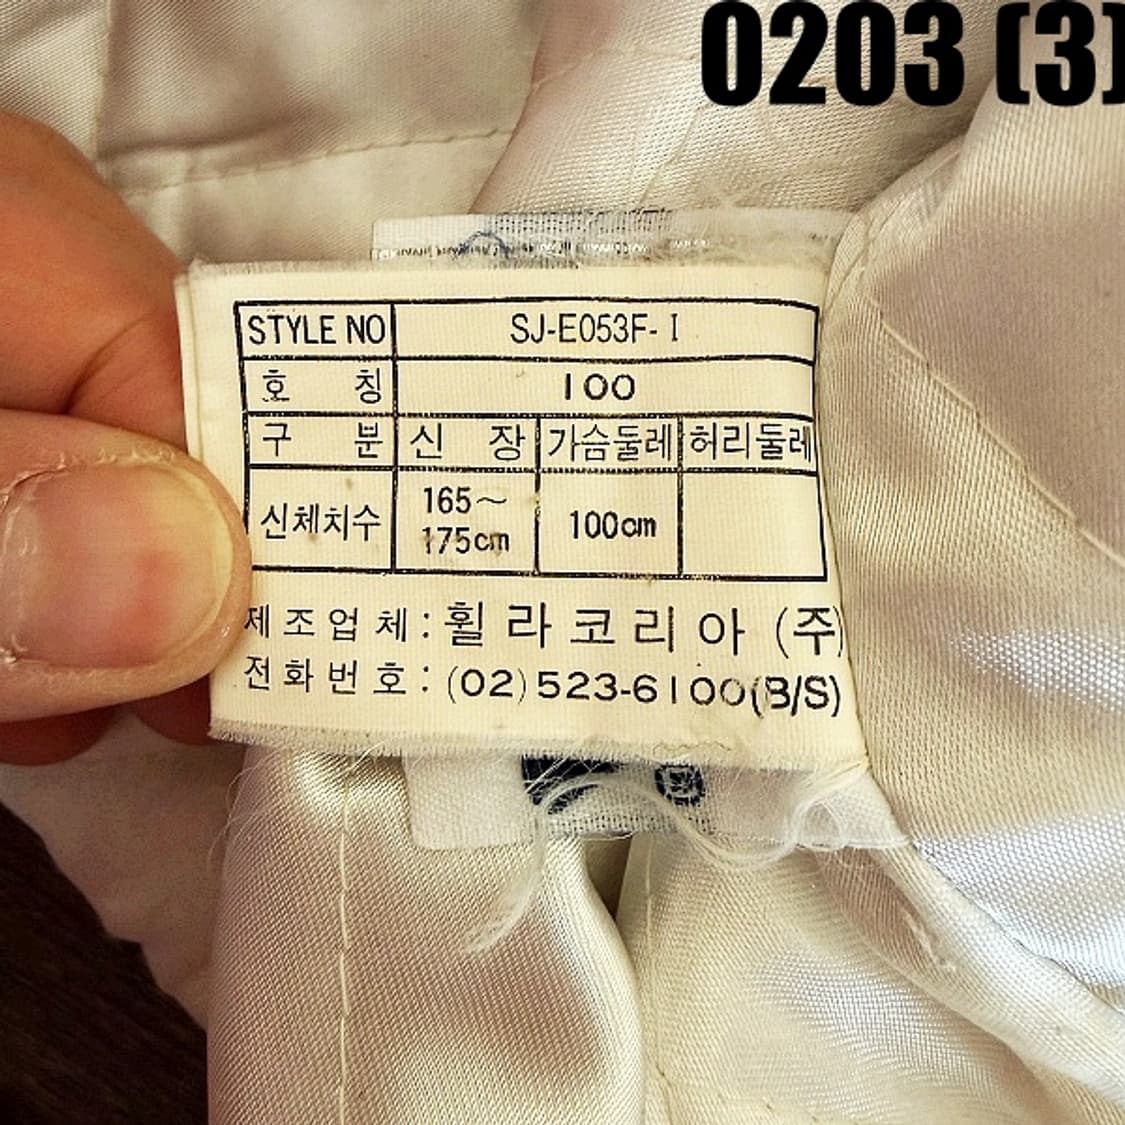 0203 (3)
STYLE NO SJ-E053F-I
호 칭 100
구 분 신 장 가슴둘레 허리둘레
신체치수 165~ 175cm 100cm
제조업체 : 휠라코리아 (주)
전화번호 : (02) 523-6100(B/S)